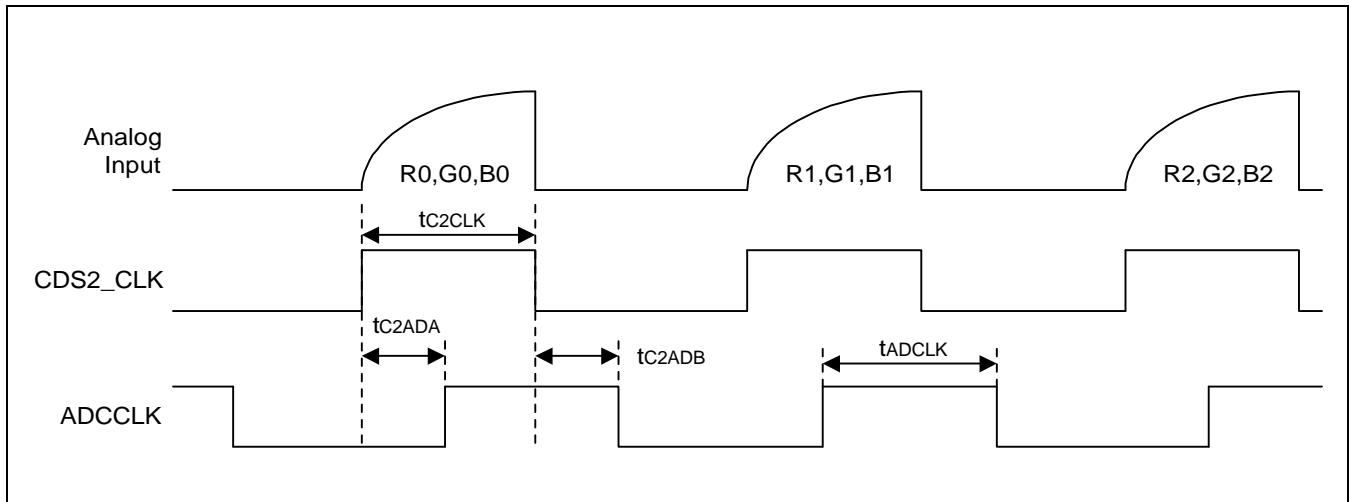 Analog
Input
R0,G0,B0
R1,G1,B1
R2,G2,B2
tC2CLK
CDS2_CLK
tC2ADA
tC2ADB
tADCLK
ADCCLK